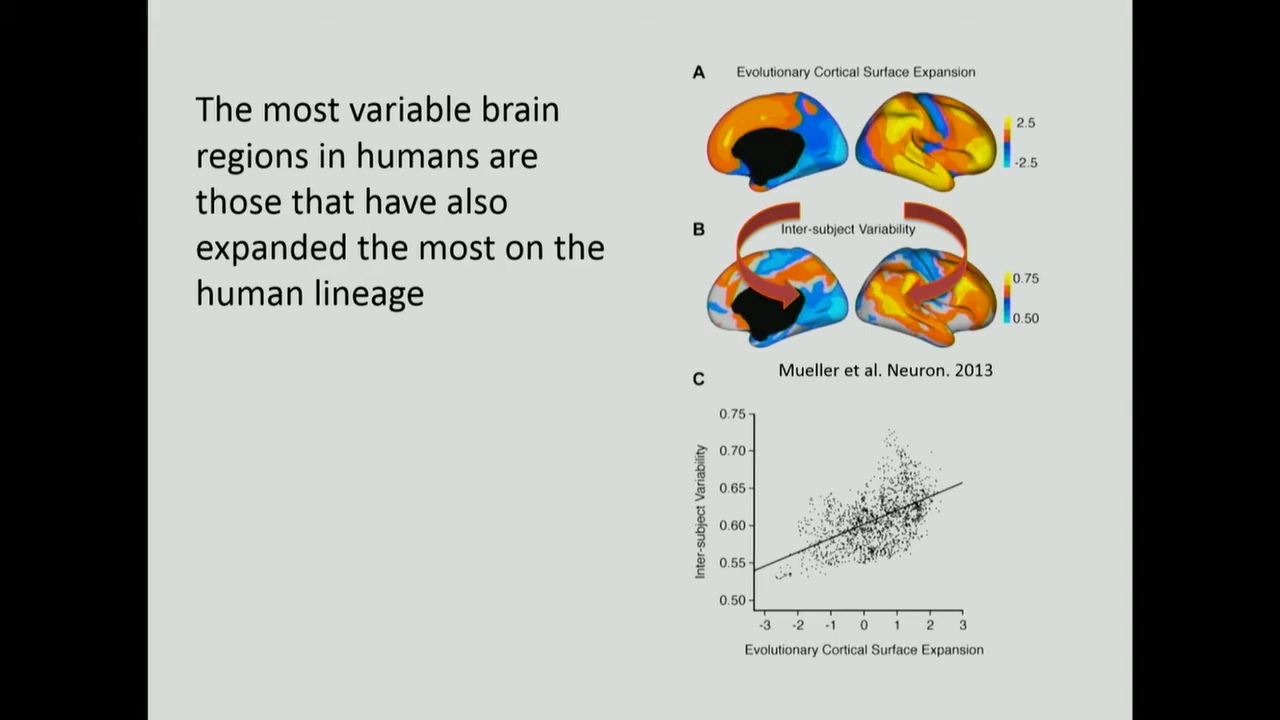 The most variable brain
regions in humans are
those that have also
expanded the most on the
human lineage
A
Evolutionary Cortical Surface Expansion
2.5
-2.5
B
Inter-subject Variability
0.75
0.50
Mueller et al. Neuron. 2013
C
0.75
0.70
0.65
0.60
0.55
0.50
Inter-subject Variability
-3 -2 -1 0 1 2 3
Evolutionary Cortical Surface Expansion